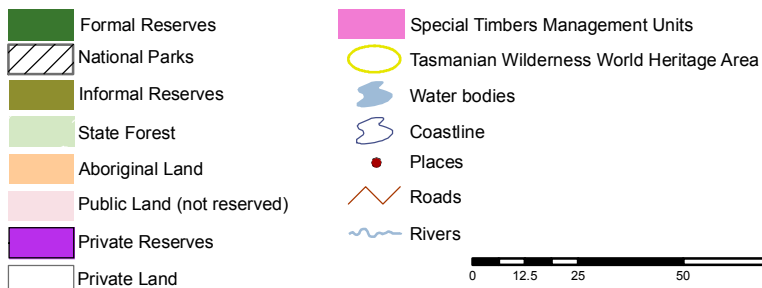 Formal Reserves
National Parks
Informal Reserves
State Forest
Aboriginal Land
Public Land (not reserved)
Private Reserves
Private Land
Special Timbers Management Units
Tasmanian Wilderness World Heritage Area
Water bodies
Coastline
Places
Roads
Rivers
0 12.5 25 50